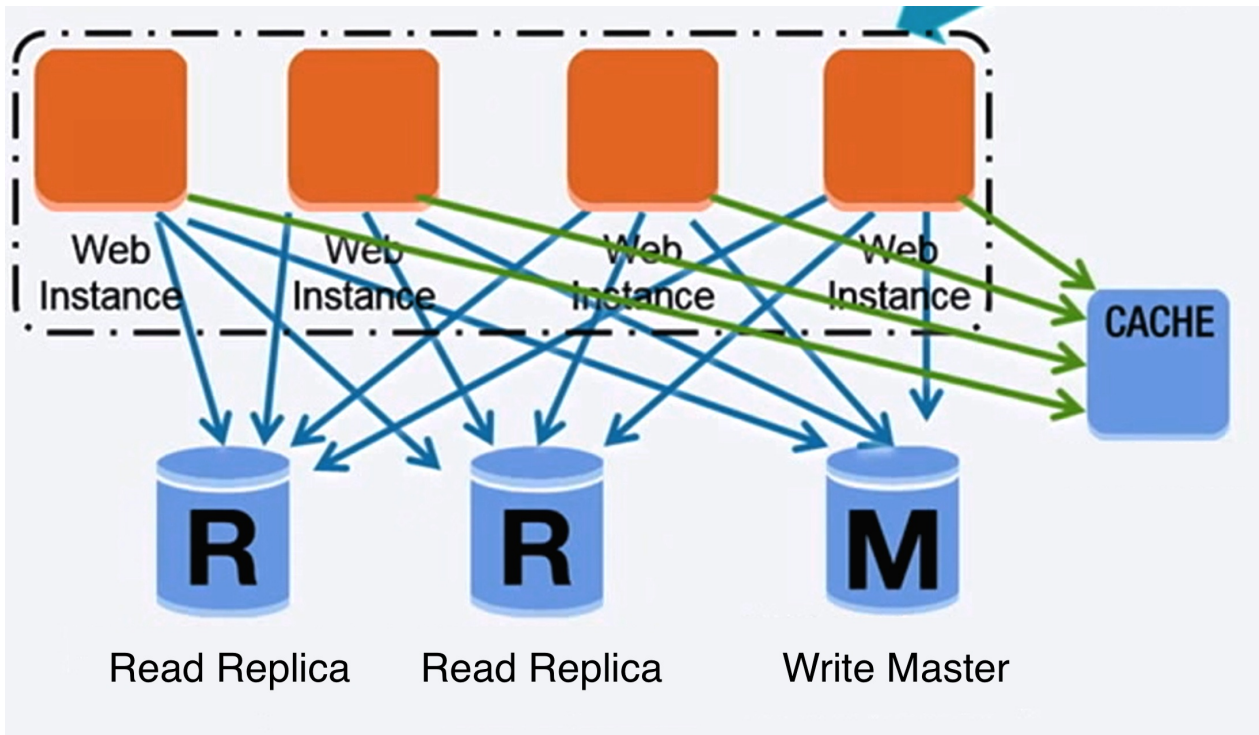 Web
Instance
Web
Instance
Web
Instance
Web
Instance
CACHE
R
R
M
Read Replica
Read Replica
Write Master